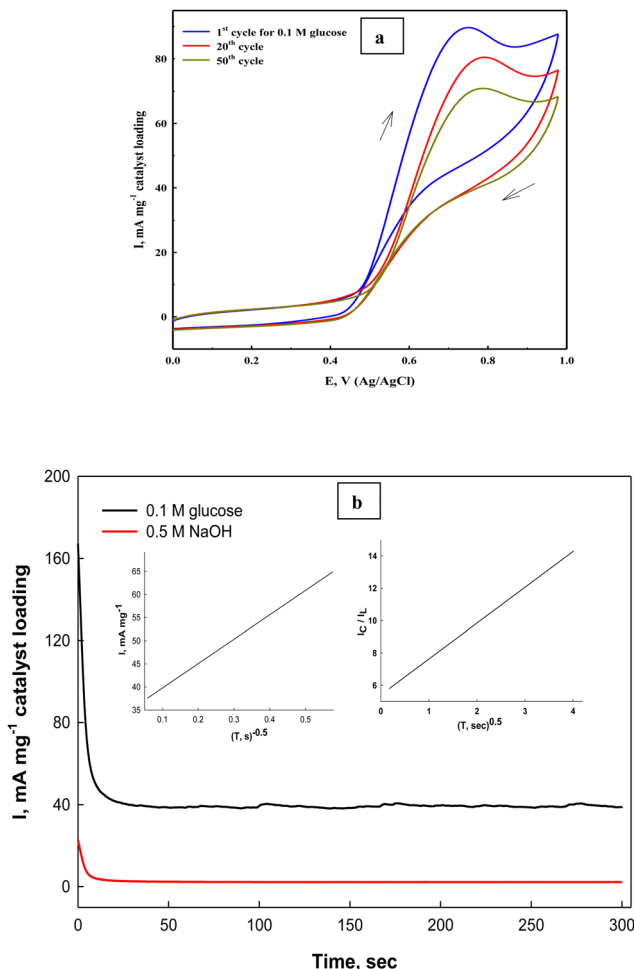 1st cycle for 0.1 M glucose
20th cycle
50th cycle
a
I, mA mg-1 catalyst loading
80
60
40
20
0
0.0 0.2 0.4 0.6 0.8 1.0
E, V (Ag/AgCl)
b
0.1 M glucose
0.5 M NaOH
I, mA mg-1 catalyst loading
200
160
120
80
40
0
I, mA mg-1
65
60
55
50
45
40
35
0.1 0.2 0.3 0.4 0.5
(T, s)-0.5
IC / IL
14
12
10
8
6
0 1 2 3 4
(T, sec)0.5
0 50 100 150 200 250 300
Time, sec